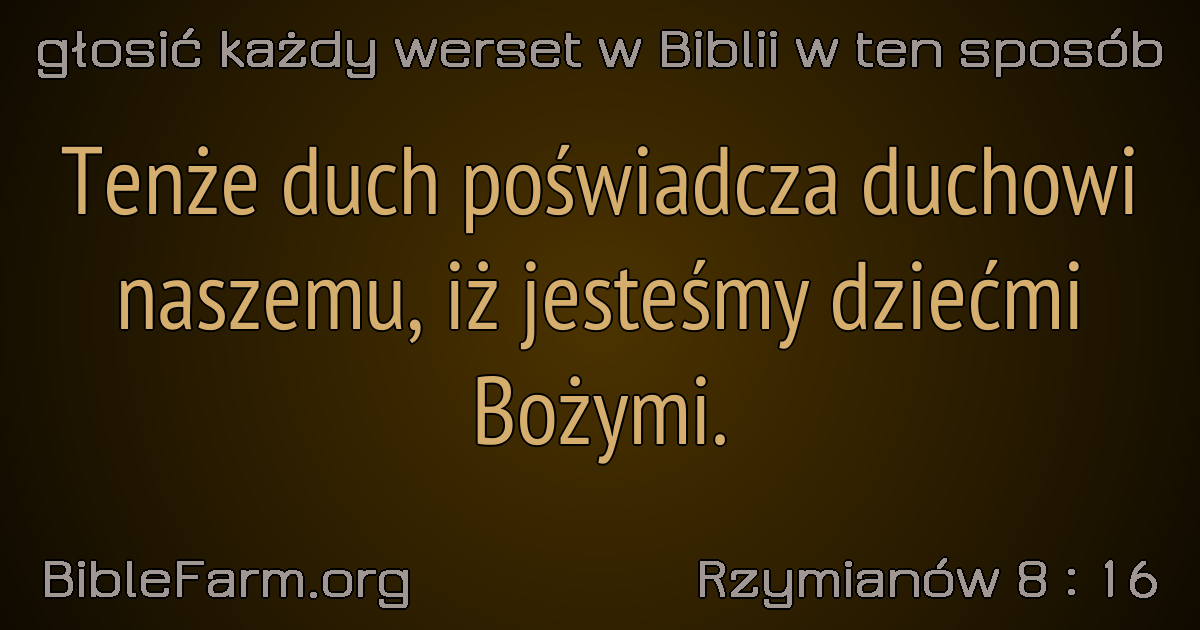 głosić każdy werset w Biblii w ten sposób
Tenże duch poświadcza duchowi
naszemu, iż jesteśmy dziećmi
Bożymi.
BibleFarm.org
Rzymianów 8 : 16